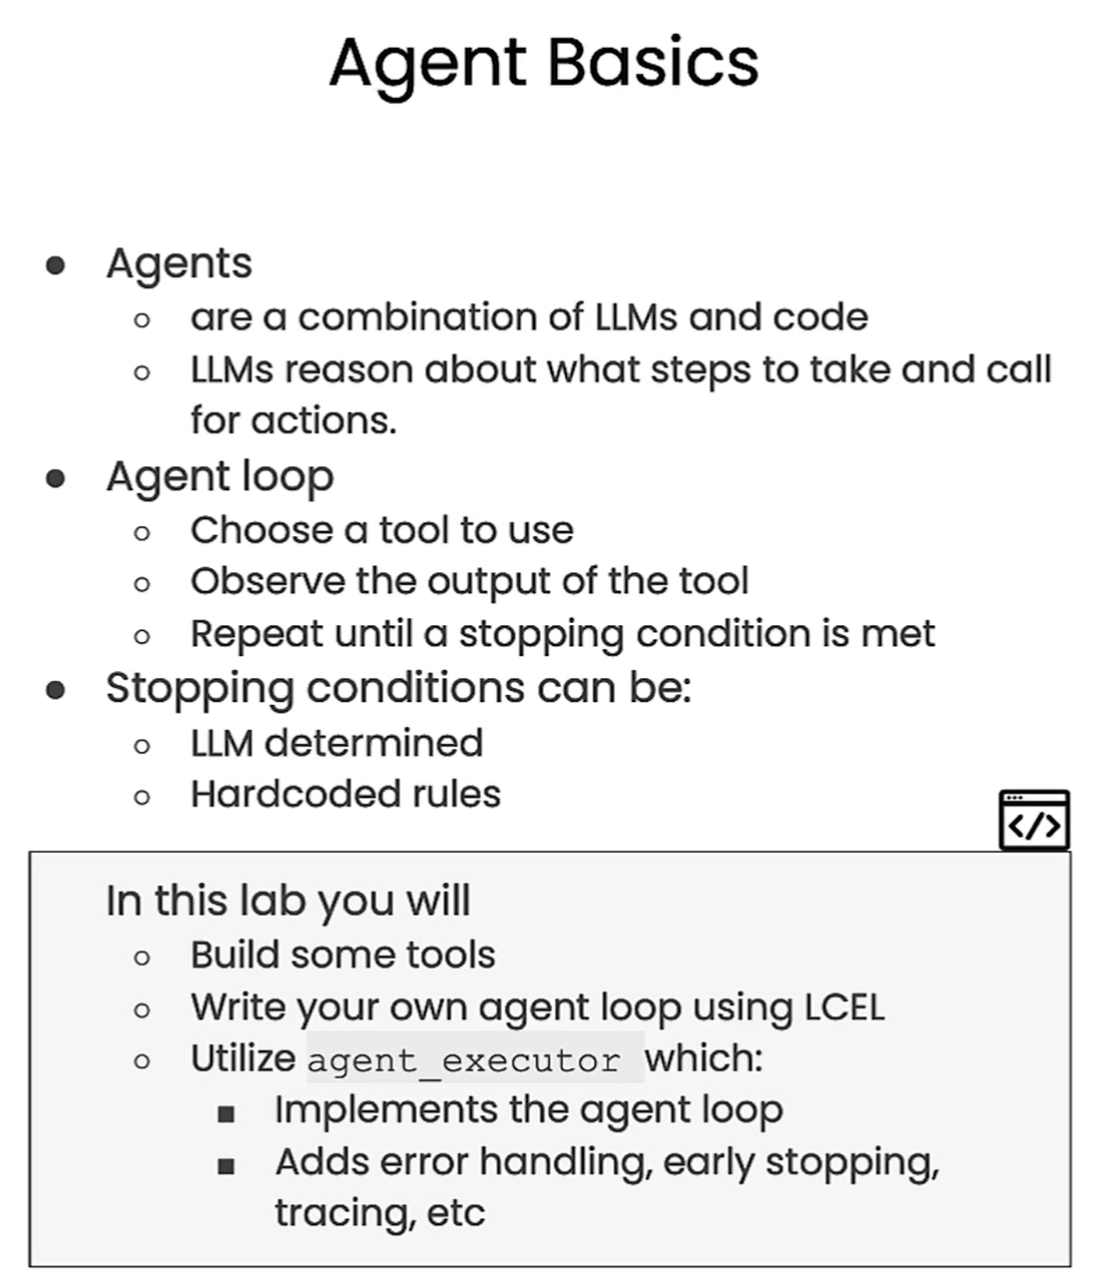 Agent Basics
● Agents
○ are a combination of LLMs and code
○ LLMs reason about what steps to take and call
for actions.
● Agent loop
○ Choose a tool to use
○ Observe the output of the tool
○ Repeat until a stopping condition is met
● Stopping conditions can be:
○ LLM determined
○ Hardcoded rules
</>
In this lab you will
○ Build some tools
○ Write your own agent loop using LCEL
○ Utilize agent_executor which:
■ Implements the agent loop
■ Adds error handling, early stopping,
tracing, etc